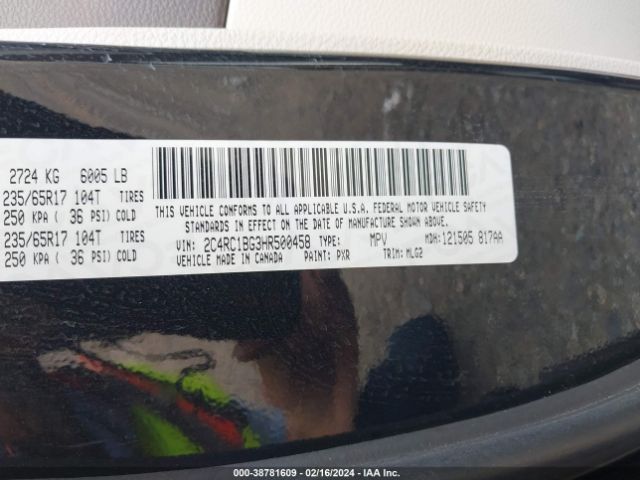 2724 KG 6005 LB
235/65R17 104T TIRES
250 KPA ( 36 PSI) COLD
235/65R17 104T TIRES
250 KPA ( 36 PSI) COLD
THIS VEHICLE CONFORMS TO ALL APPLICABLE U.S.A. FEDERAL MOTOR VEHICLE SAFETY
STANDARDS IN EFFECT ON THE DATE OF MANUFACTURE SHOWN ABOVE.
VIN: 2C4RC1BG3HR500458 TYPE: MPV MDH: 121505 817AA
VEHICLE MADE IN CANADA PAINT: PXR TRIM: MLG2
000-38781609 - 02/16/2024 - IAA Inc.